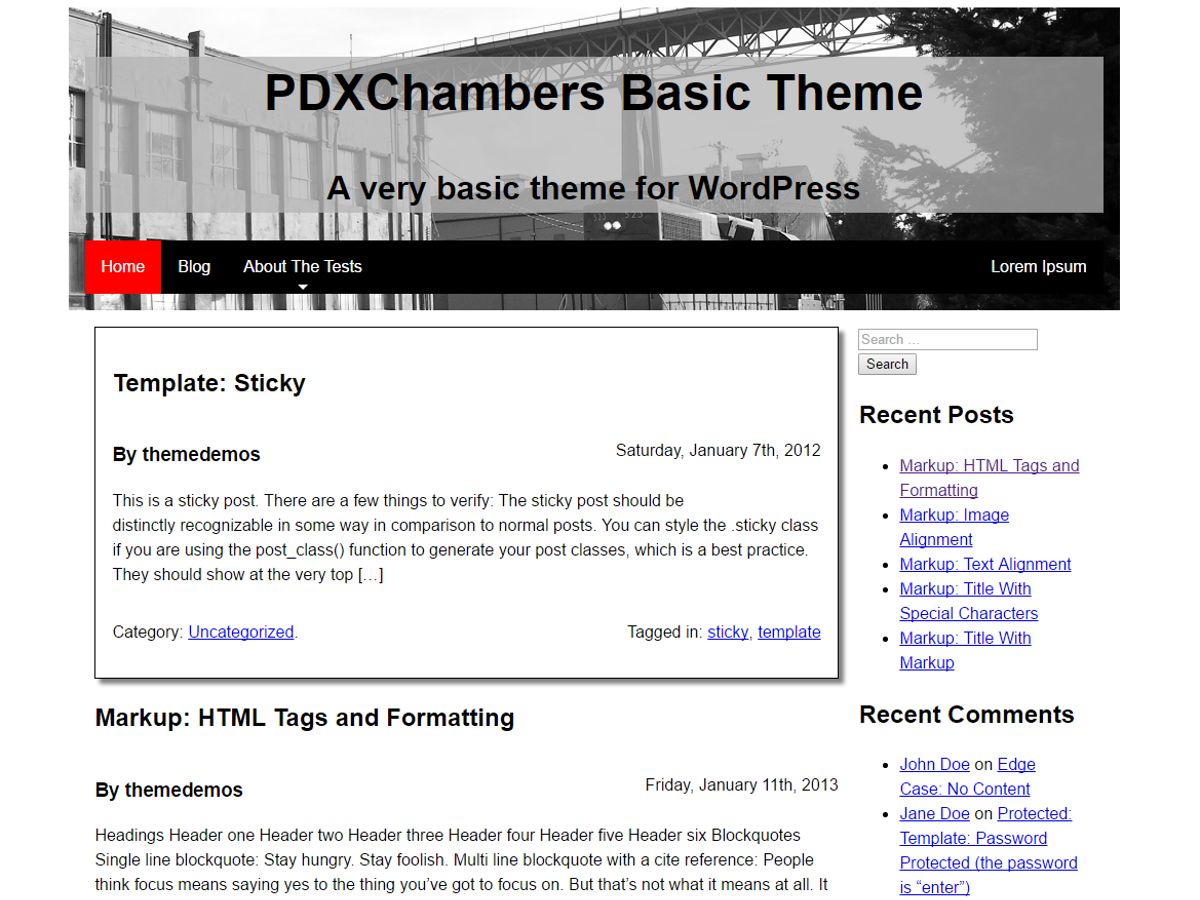 PDXChambers Basic Theme
A very basic theme for WordPress
523 523
Home Blog About The Tests Lorem Ipsum
Template: Sticky
By themedemos
Saturday, January 7th, 2012
This is a sticky post. There are a few things to verify: The sticky post should be
distinctly recognizable in some way in comparison to normal posts. You can style the .sticky class
if you are using the post_class() function to generate your post classes, which is a best practice.
They should show at the very top […]
Category: Uncategorized.
Tagged in: sticky, template
Markup: HTML Tags and Formatting
By themedemos
Friday, January 11th, 2013
Headings Header one Header two Header three Header four Header five Header six Blockquotes
Single line blockquote: Stay hungry. Stay foolish. Multi line blockquote with a cite reference: People
think focus means saying yes to the thing you’ve got to focus on. But that’s not what it means at all. It
Search …
Search
Recent Posts
Markup: HTML Tags and
Formatting
Markup: Image
Alignment
Markup: Text Alignment
Markup: Title With
Special Characters
Markup: Title With
Markup
Recent Comments
John Doe on Edge
Case: No Content
Jane Doe on Protected:
Template: Password
Protected (the password
is “enter”)